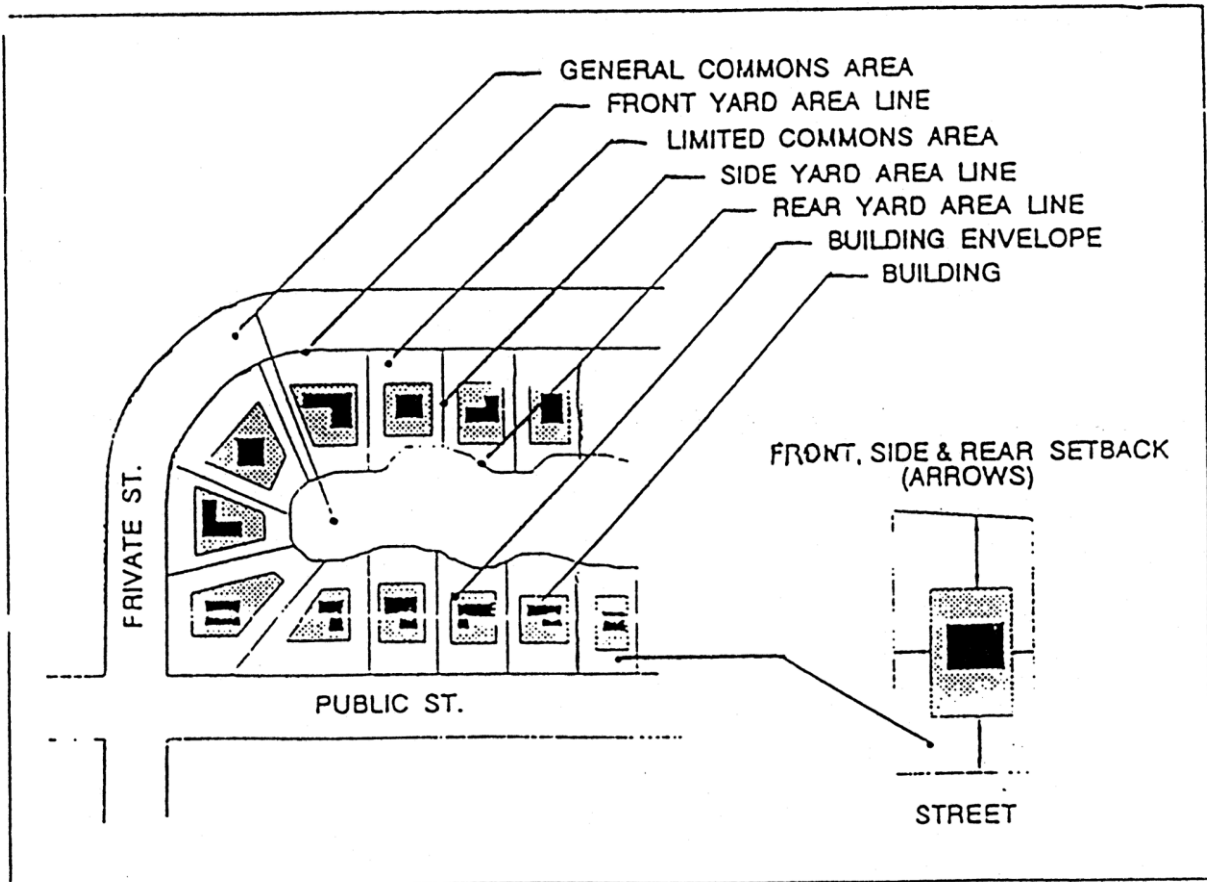 GENERAL COMMONS AREA
FRONT YARD AREA LINE
LIMITED COMMONS AREA
SIDE YARD AREA LINE
REAR YARD AREA LINE
BUILDING ENVELOPE
BUILDING
FRONT, SIDE & REAR SETBACK
(ARROWS)
PRIVATE ST.
PUBLIC ST.
STREET